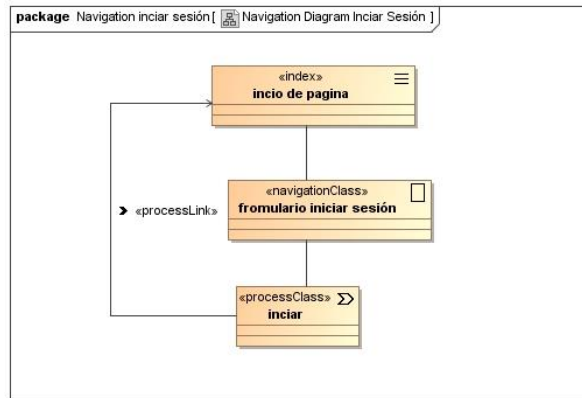 package Navigation inciar sesión[ Navigation Diagram Inciar Sesión ]
«index»
incio de pagina
«navigationClass»
fromulario iniciar sesión
«processLink»
«processClass»
inciar